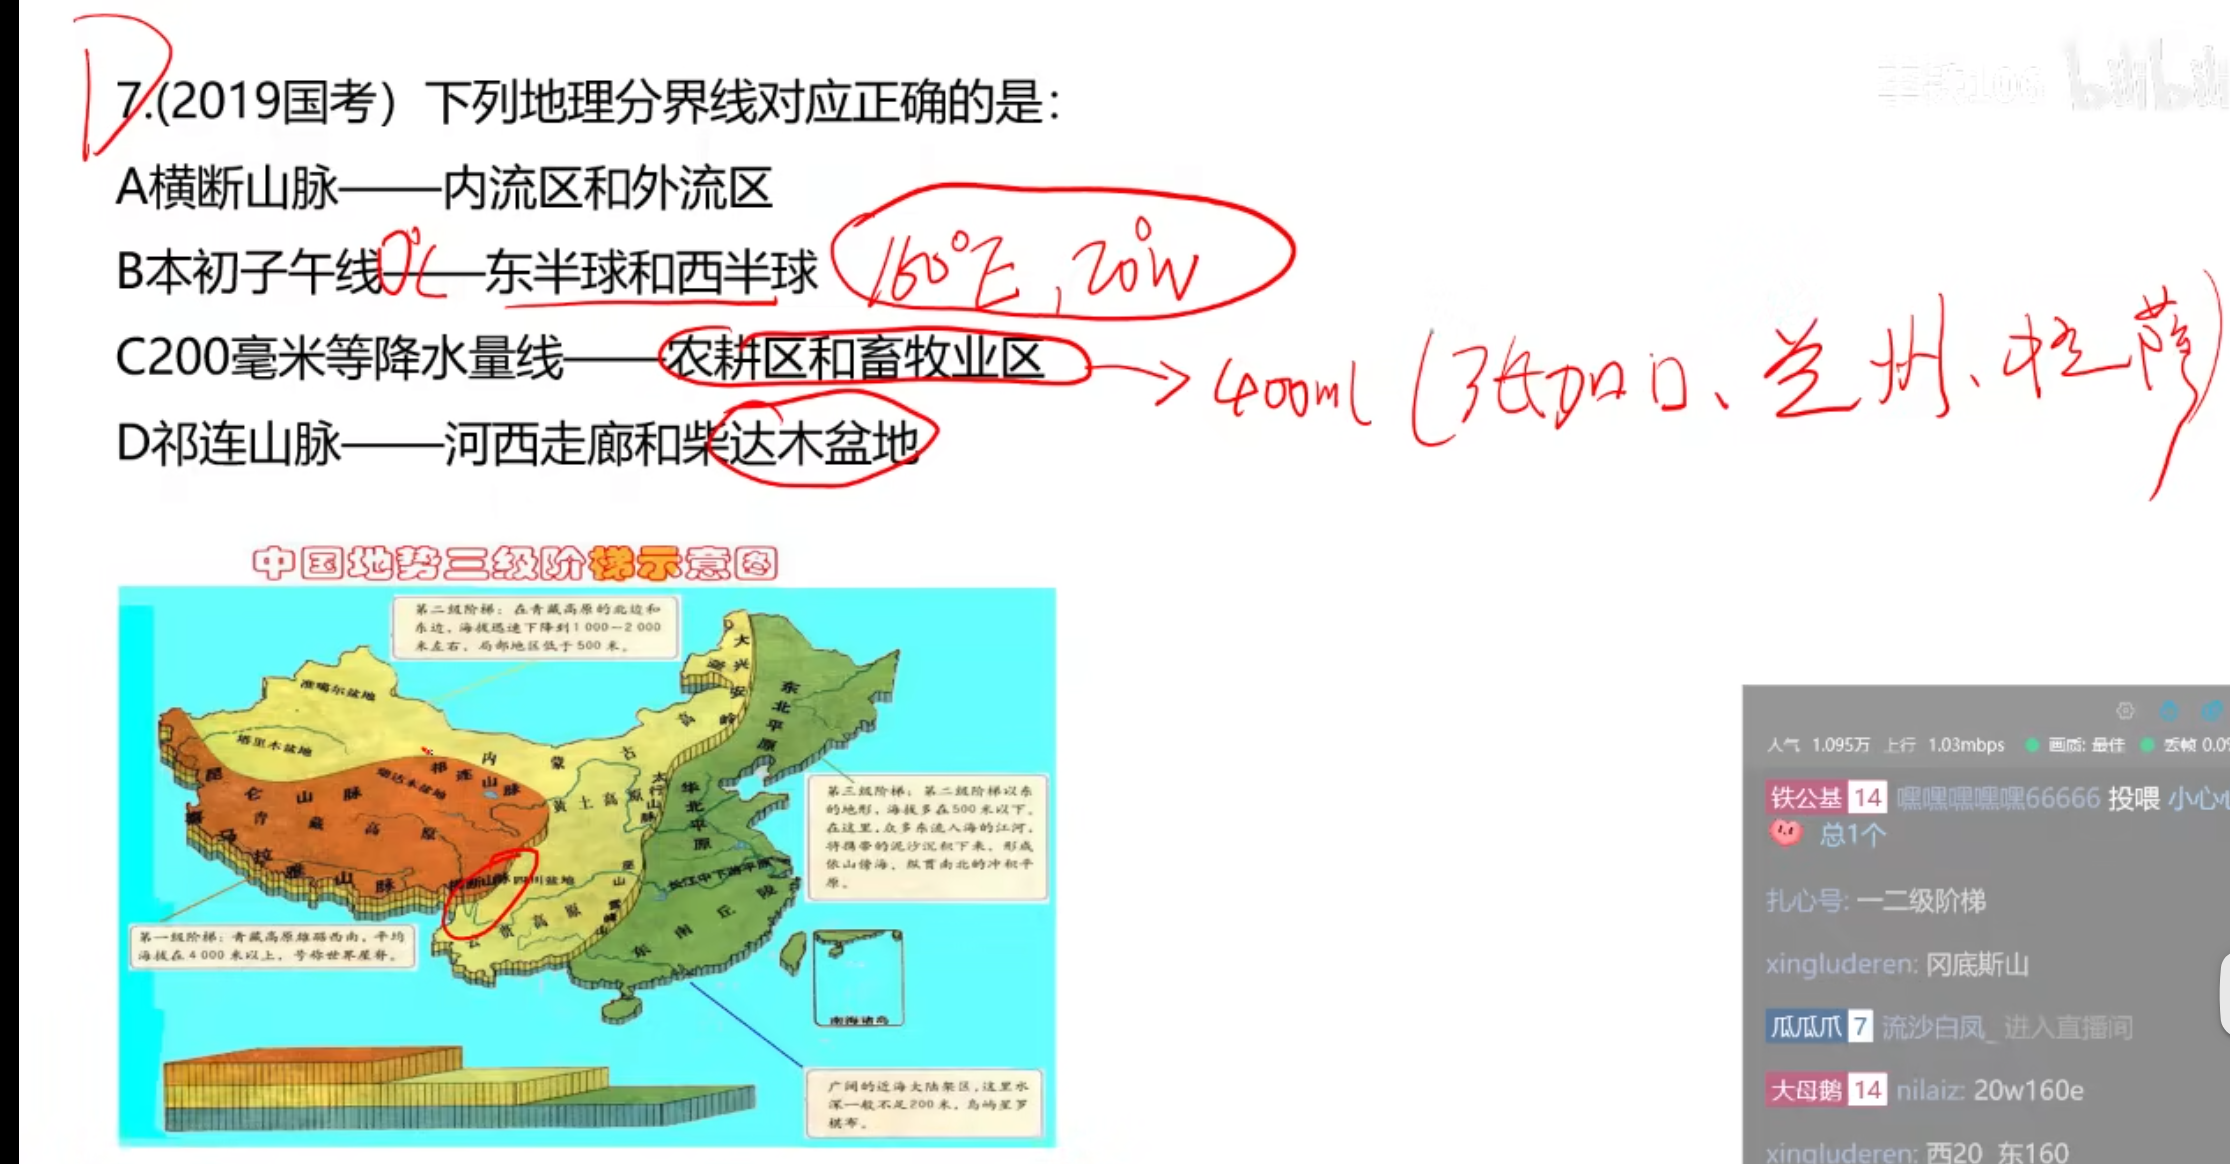 D
7.(2019国考）下列地理分界线对应正确的是：
A横断山脉——内流区和外流区
B本初子午线——东半球和西半球
0°
160°E, 20°W
C200毫米等降水量线——农耕区和畜牧业区
400ml (张加口、兰州、拉萨)
D祁连山脉——河西走廊和柴达木盆地
中国地势三级阶梯示意图
第二级阶梯：在青藏高原的北边和
东边，海拔迅速下降到1000—2000
米左右，局部地区低于500米。
准噶尔盆地
塔里木盆地
内蒙古高原
大兴安岭
东北平原
昆仑山脉
柴达木盆地
祁连山脉
青藏高原
黄土高原
太行山脉
华北平原
喜马拉雅山脉
横断山脉
四川盆地
巫山
长江中下游平原
云贵高原
雪峰山
东南丘陵
第三级阶梯：第二级阶梯以东
的地形，海拔多在500米以下，
在这里，众多东流入海的江河，
将携带的泥沙沉积下来，形成
依山傍海、纵贯南北的冲积平
原。
第一级阶梯：青藏高原雄踞西南，平均
海拔在4000米以上，号称世界屋脊。
南海诸岛
广阔的近海大陆架区，这里水
深一般不足200米，岛屿星罗
棋布。
人气 1.095万 上行 1.03mbps 画质: 最佳 丢帧 0.0
铁公基 14 嘿嘿嘿嘿嘿66666 投喂 小心
总1个
扎心号: 一二级阶梯
xingluderen: 冈底斯山
瓜瓜爪 7 流沙白凤_ 进入直播间
大母鹅 14 nilaiz: 20w160e
xingluderen: 西20 东160
bilibili